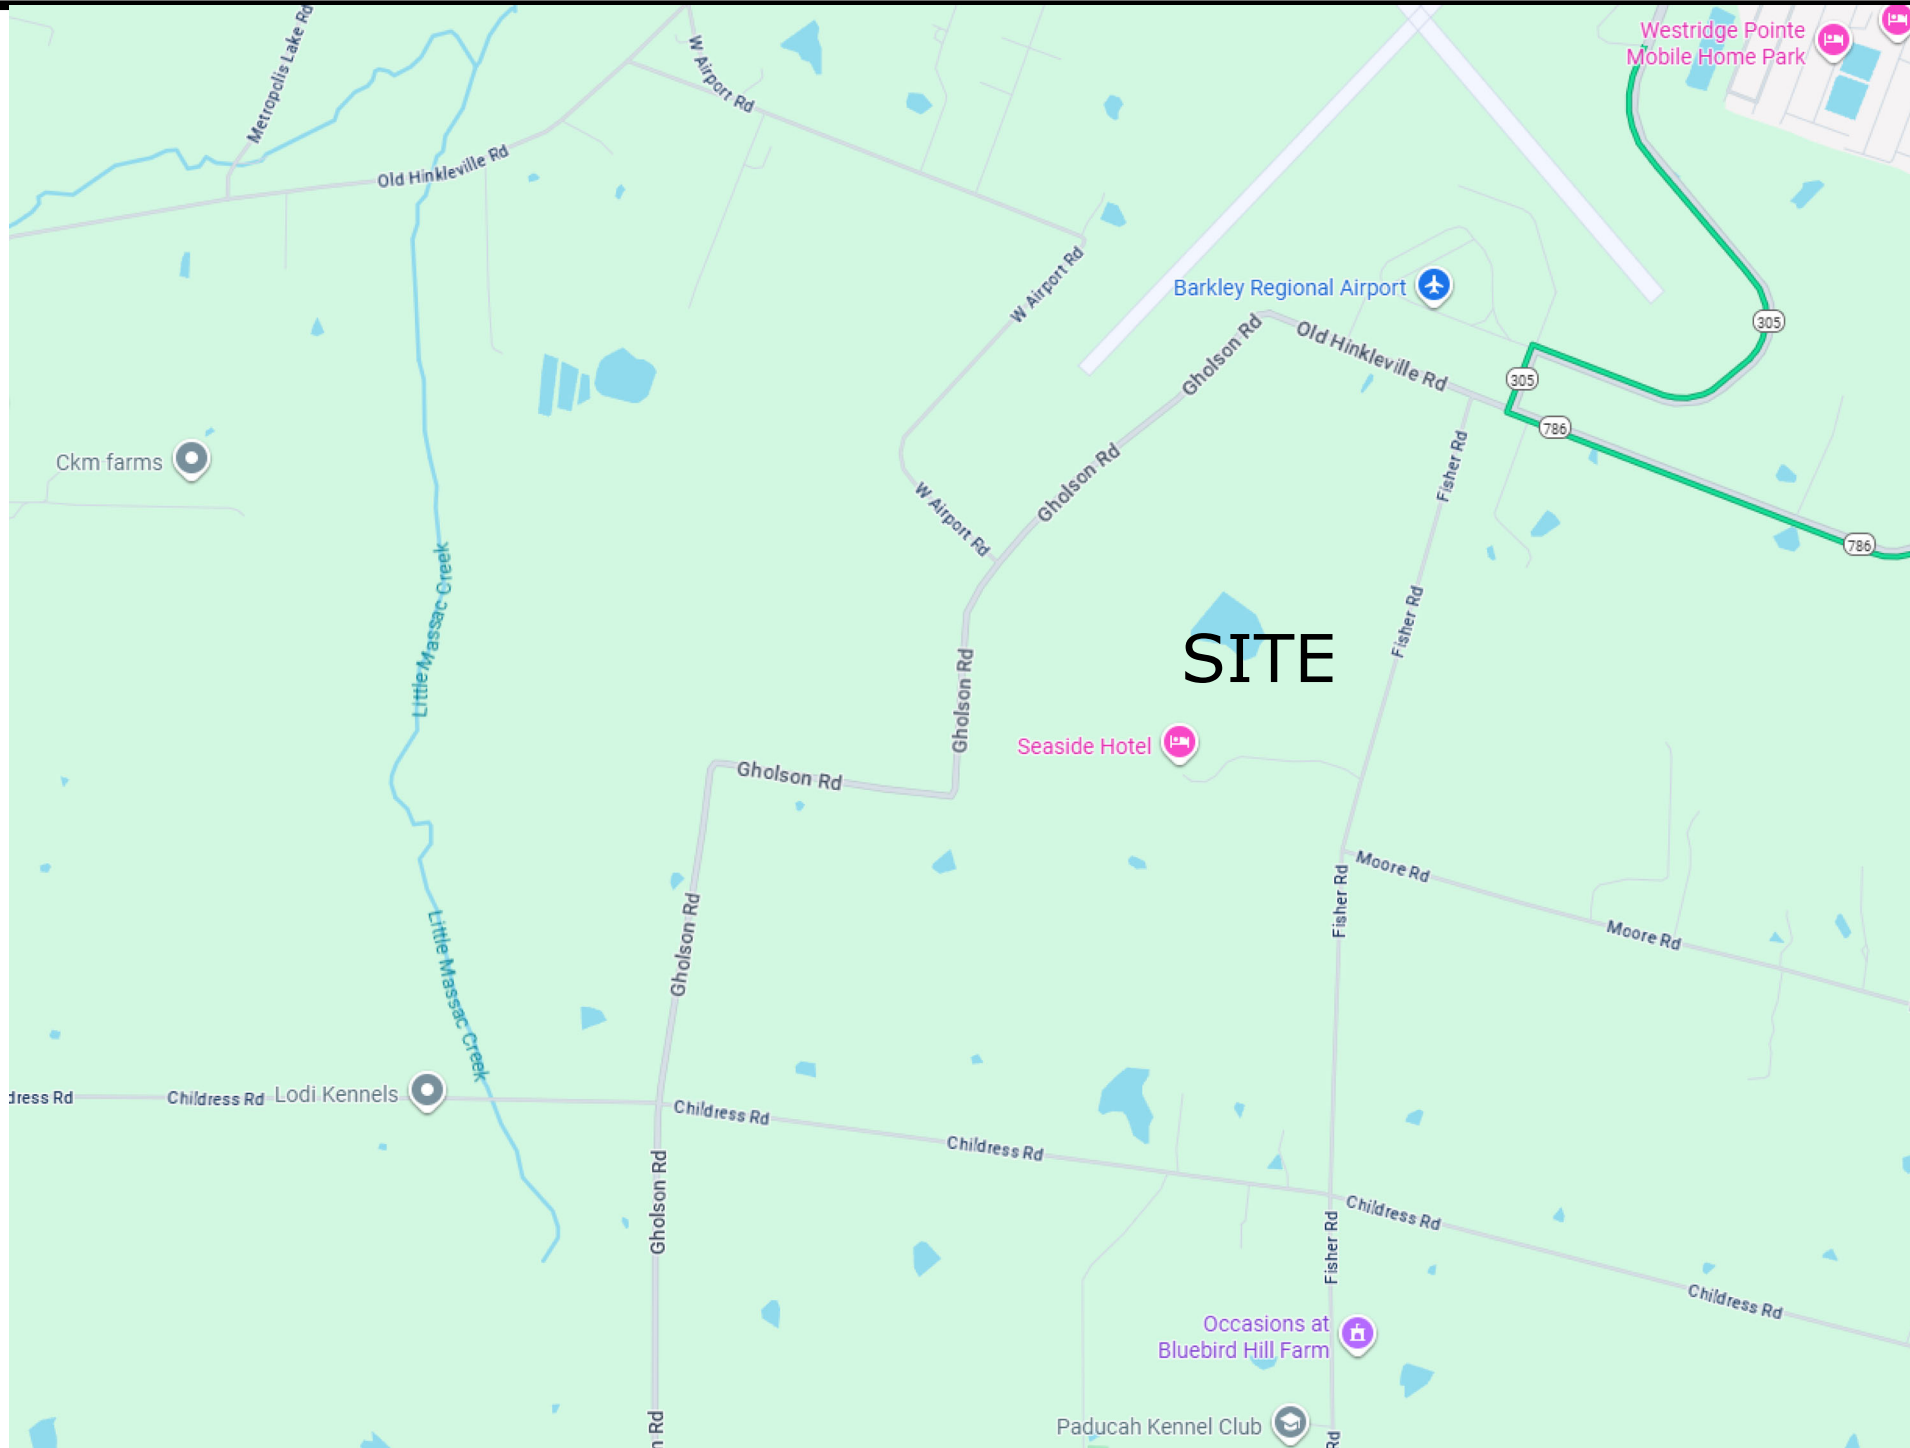 Metropolis Lake Rd
W Airport Rd
Westridge Pointe
Mobile Home Park
Old Hinkleville Rd
W Airport Rd
Barkley Regional Airport
305
Gholson Rd
Old Hinkleville Rd
305
786
Ckm farms
Fisher Rd
Gholson Rd
W Airport Rd
786
Little Massac Creek
Fisher Rd
SITE
Gholson Rd
Seaside Hotel
Gholson Rd
Moore Rd
Fisher Rd
Gholson Rd
Moore Rd
Little Massac Creek
dress Rd
Childress Rd
Lodi Kennels
Childress Rd
Childress Rd
Gholson Rd
Childress Rd
Fisher Rd
Childress Rd
Occasions at
Bluebird Hill Farm
Paducah Kennel Club
n Rd
Rd